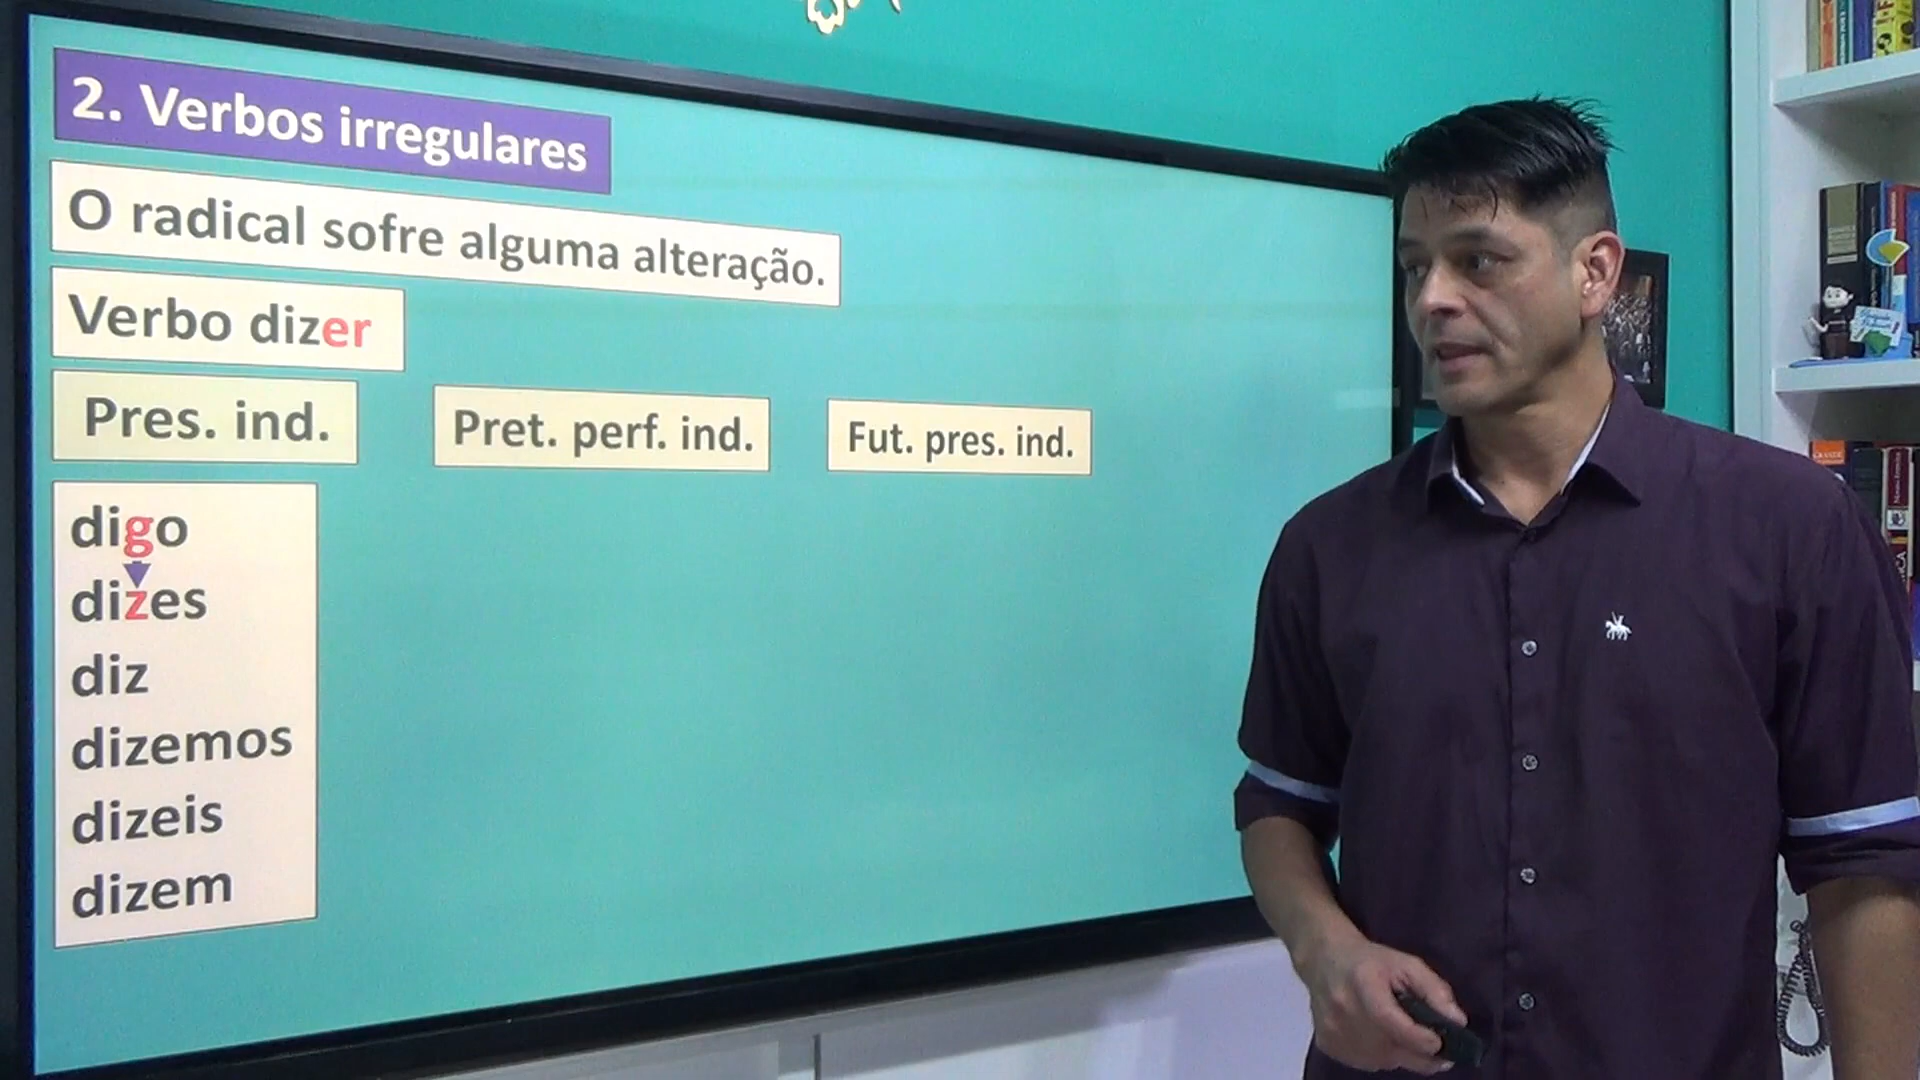 2. Verbos irregulares
O radical sofre alguma alteração.
Verbo dizer
Pres. ind.
Pret. perf. ind.
Fut. pres. ind.
digo
dizes
diz
dizemos
dizeis
dizem